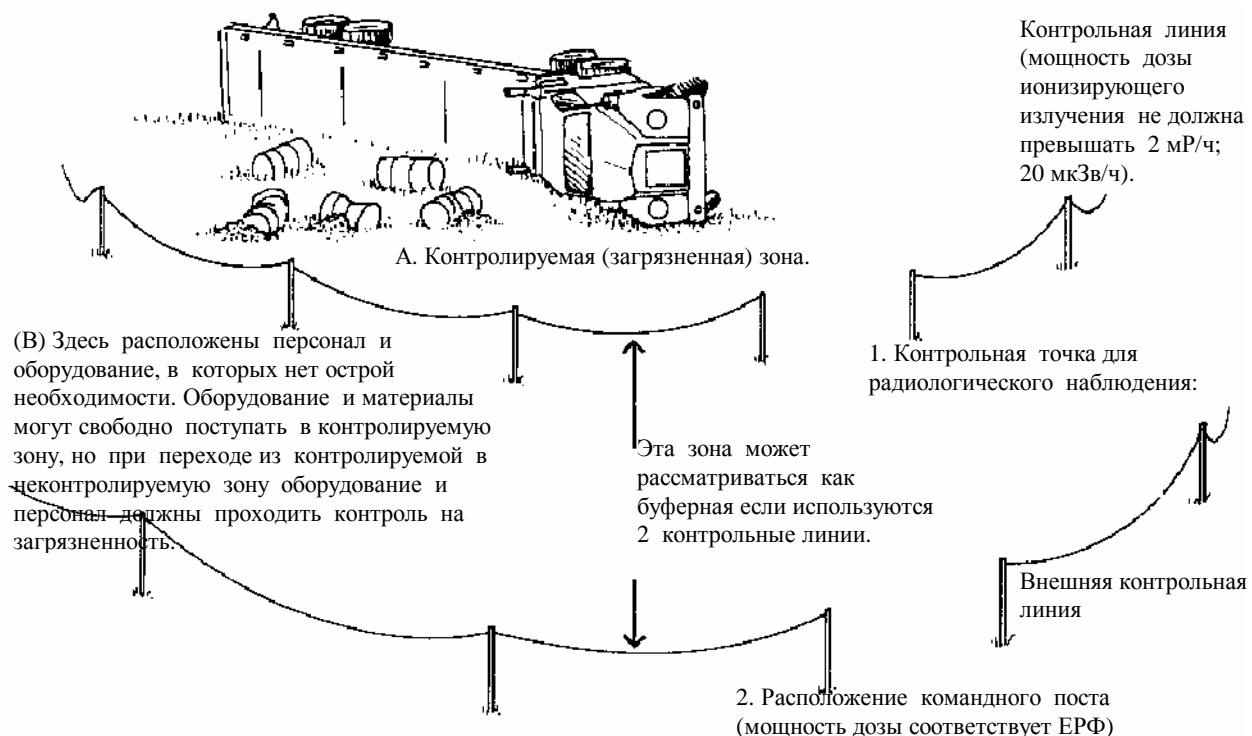 Контрольная линия
(мощность дозы
ионизирующего
излучения не должна
превышать 2 мР/ч;
20 мкЗв/ч).
А. Контролируемая (загрязненная) зона.
(В) Здесь расположены персонал и
оборудование, в которых нет острой
необходимости. Оборудование и материалы
могут свободно поступать в контролируемую
зону, но при переходе из контролируемой в
неконтролируемую зону оборудование и
персонал должны проходить контроль на
загрязненность.
1. Контрольная точка для
радиологического наблюдения:
Эта зона может
рассматриваться как
буферная если используются
2 контрольные линии.
Внешняя контрольная
линия
2. Расположение командного поста
(мощность дозы соответствует ЕРФ)